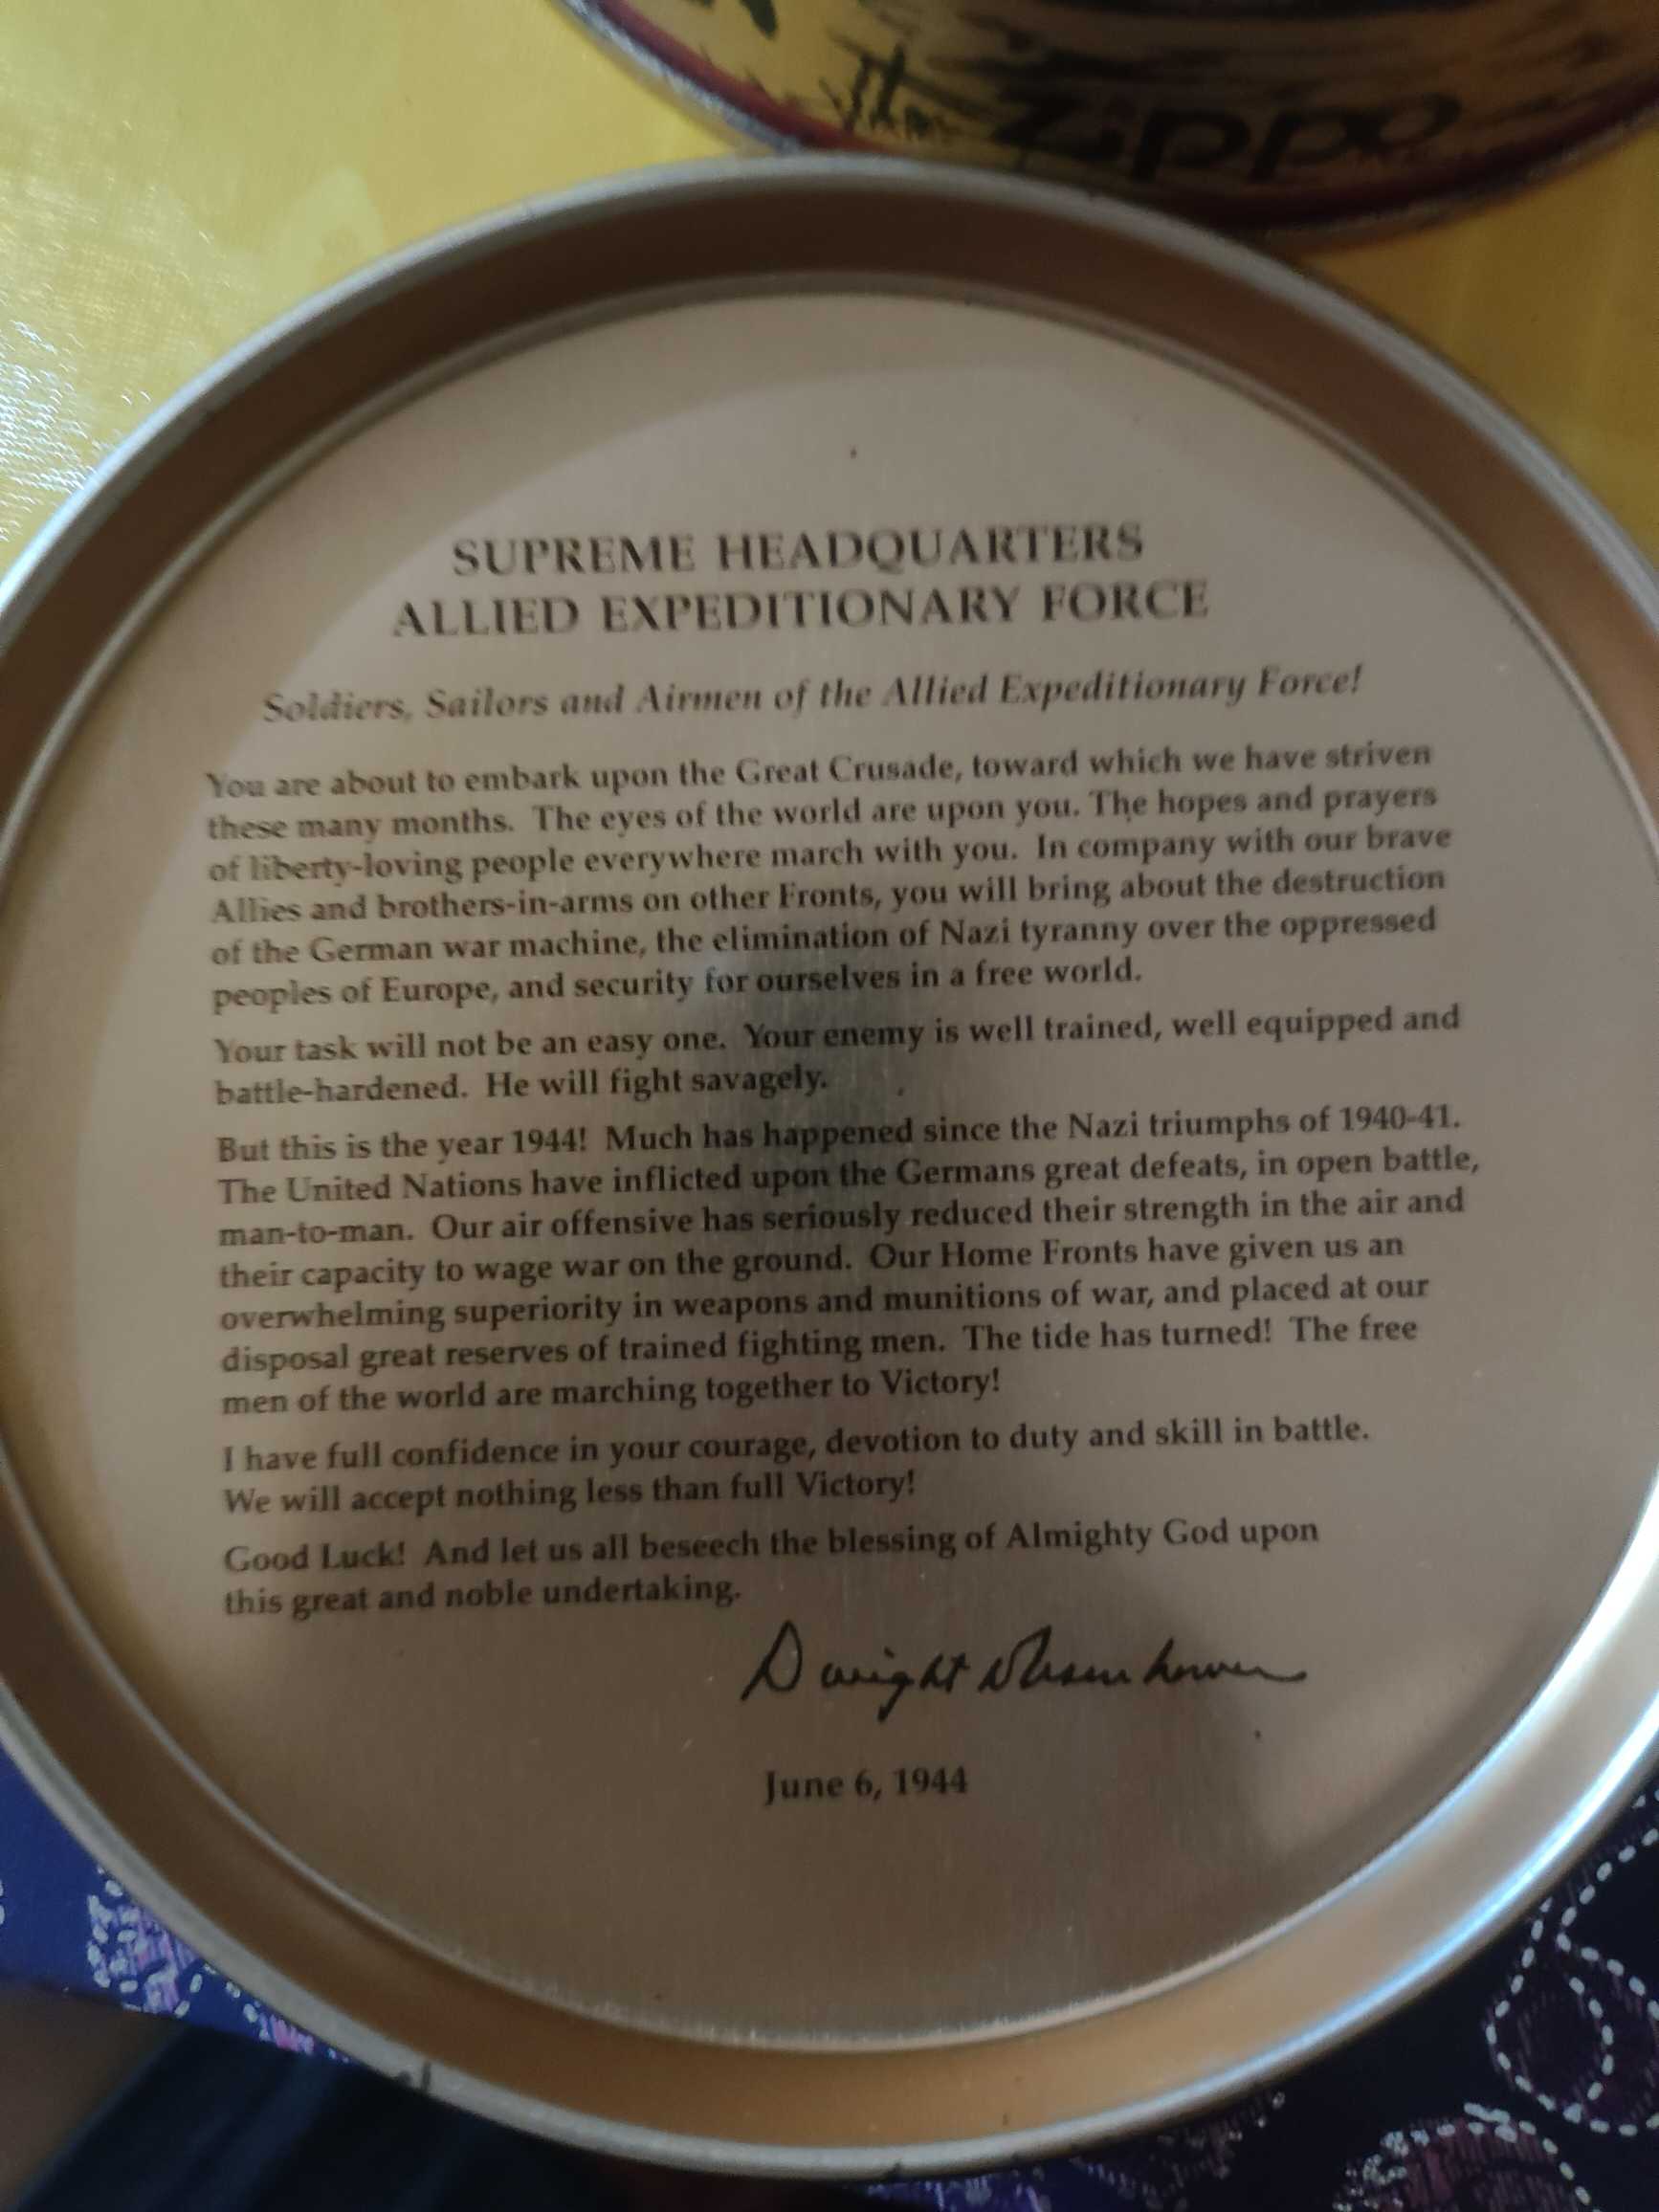 Zippo
SUPREME HEADQUARTERS
ALLIED EXPEDITIONARY FORCE
Soldiers, Sailors and Airmen of the Allied Expeditionary Force!
You are about to embark upon the Great Crusade, toward which we have striven
these many months. The eyes of the world are upon you. The hopes and prayers
of liberty-loving people everywhere march with you. In company with our brave
Allies and brothers-in-arms on other Fronts, you will bring about the destruction
of the German war machine, the elimination of Nazi tyranny over the oppressed
peoples of Europe, and security for ourselves in a free world.
Your task will not be an easy one. Your enemy is well trained, well equipped and
battle-hardened. He will fight savagely.
But this is the year 1944! Much has happened since the Nazi triumphs of 1940-41.
The United Nations have inflicted upon the Germans great defeats, in open battle,
man-to-man. Our air offensive has seriously reduced their strength in the air and
their capacity to wage war on the ground. Our Home Fronts have given us an
overwhelming superiority in weapons and munitions of war, and placed at our
disposal great reserves of trained fighting men. The tide has turned! The free
men of the world are marching together to Victory!
I have full confidence in your courage, devotion to duty and skill in battle.
We will accept nothing less than full Victory!
Good Luck! And let us all beseech the blessing of Almighty God upon
this great and noble undertaking.
Dwight D Eisenhower
June 6, 1944